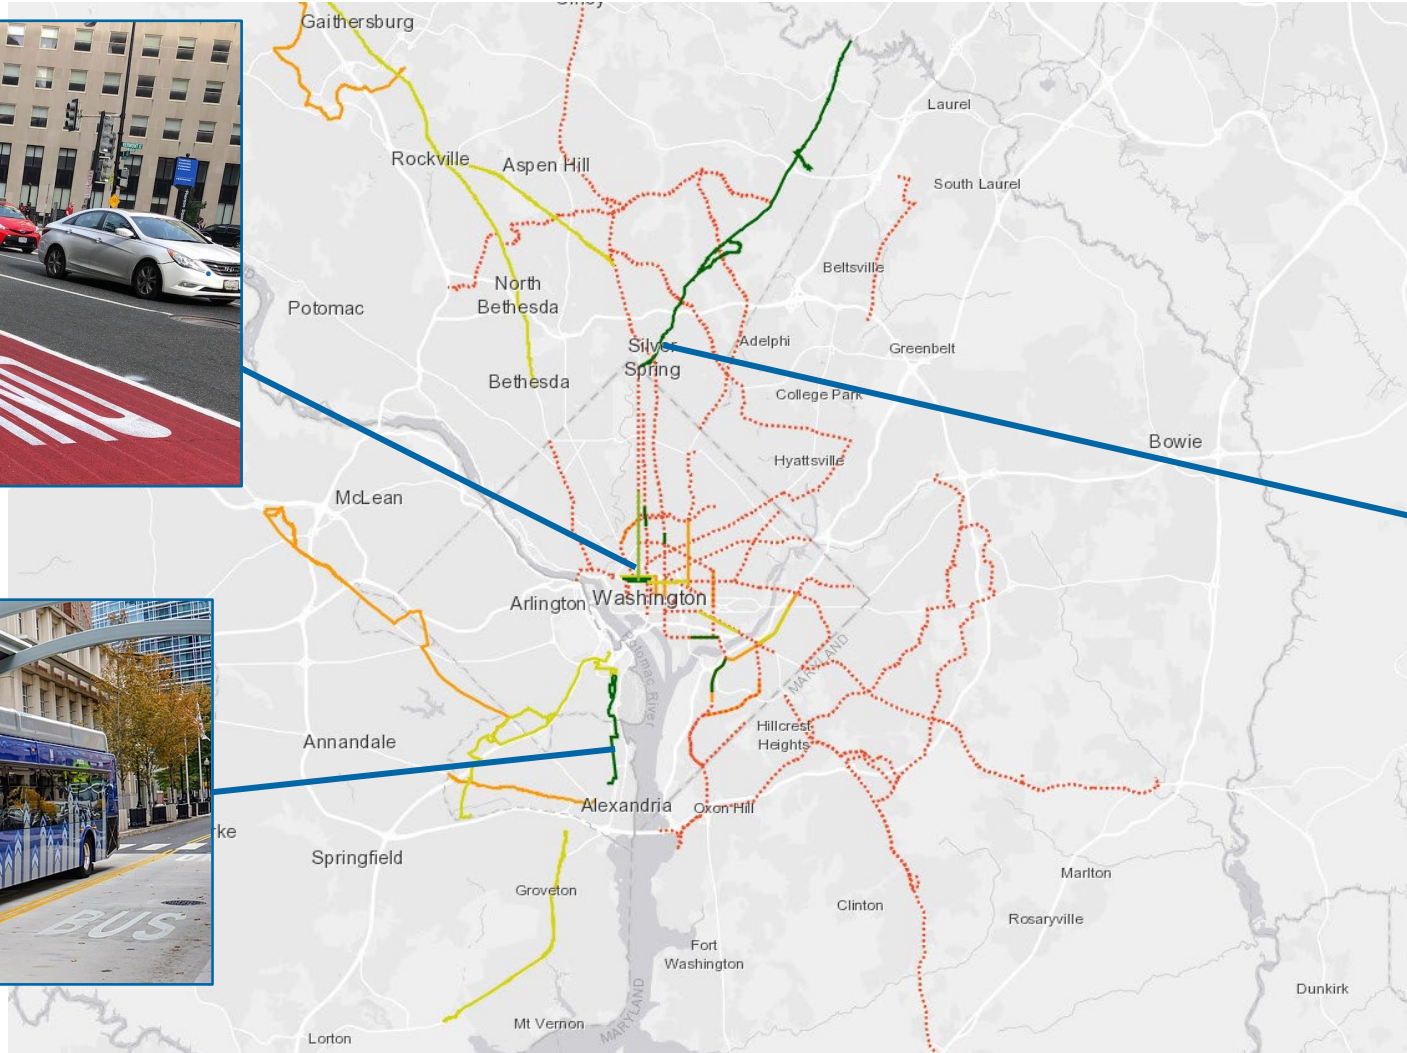 Gaithersburg
Laurel
Rockville
Aspen Hill
South Laurel
North
Bethesda
Beltsville
Potomac
Silver
Spring
Adelphi
Greenbelt
Bethesda
College Park
Bowie
Hyattsville
McLean
Arlington
Washington
Potomac River
MARYLAND
Hillcrest
Heights
Annandale
Alexandria
Oxon Hill
rke
Springfield
BUS
Groveton
Marlton
Clinton
Rosaryville
Fort
Washington
Dunkirk
Mt Vernon
MARYLAND
Lorton